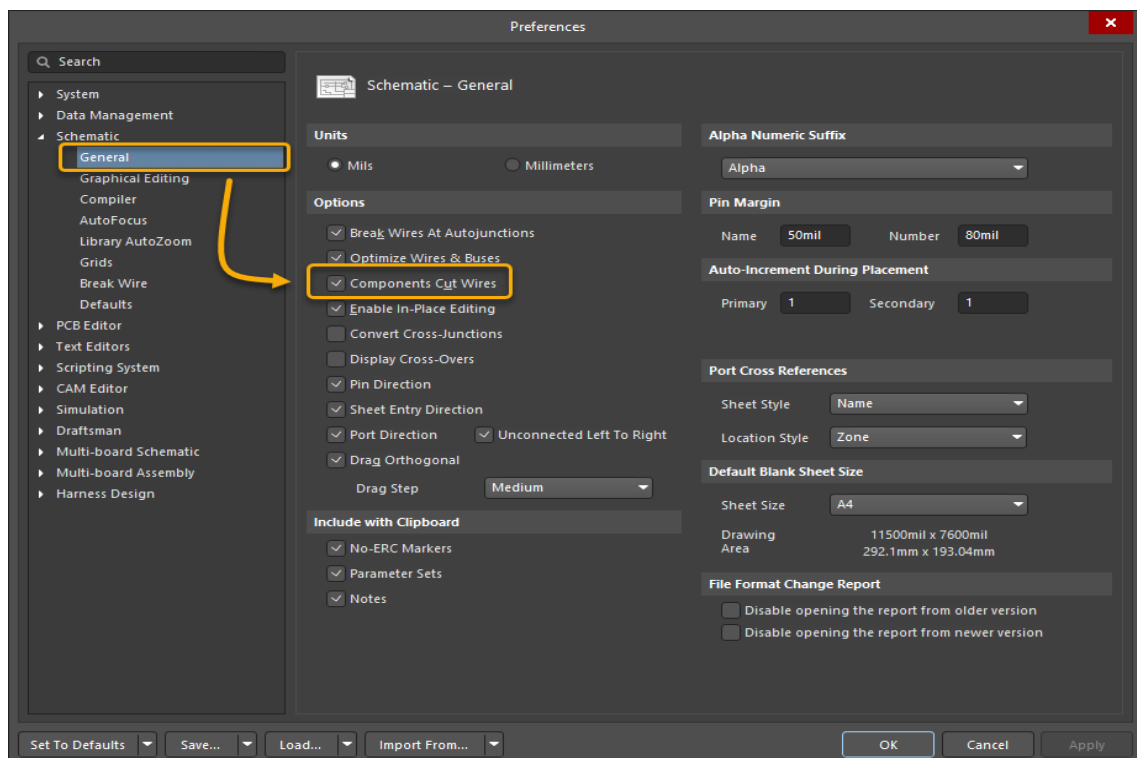 Preferences
Search
System
Data Management
Schematic
General
Graphical Editing
Compiler
AutoFocus
Library AutoZoom
Grids
Break Wire
Defaults
PCB Editor
Text Editors
Scripting System
CAM Editor
Simulation
Draftsman
Multi-board Schematic
Multi-board Assembly
Harness Design
Schematic – General
Units
Mils Millimeters
Options
Break Wires At Autojunctions
Optimize Wires & Buses
Components Cut Wires
Enable In-Place Editing
Convert Cross-Junctions
Display Cross-Overs
Pin Direction
Sheet Entry Direction
Port Direction Unconnected Left To Right
Drag Orthogonal
Drag Step Medium
Include with Clipboard
No-ERC Markers
Parameter Sets
Notes
Alpha Numeric Suffix
Alpha
Pin Margin
Name 50mil Number 80mil
Auto-Increment During Placement
Primary 1 Secondary 1
Port Cross References
Sheet Style Name
Location Style Zone
Default Blank Sheet Size
Sheet Size A4
Drawing Area 11500mil x 7600mil
292.1mm x 193.04mm
File Format Change Report
Disable opening the report from older version
Disable opening the report from newer version
Set To Defaults Save... Load... Import From... OK Cancel Apply